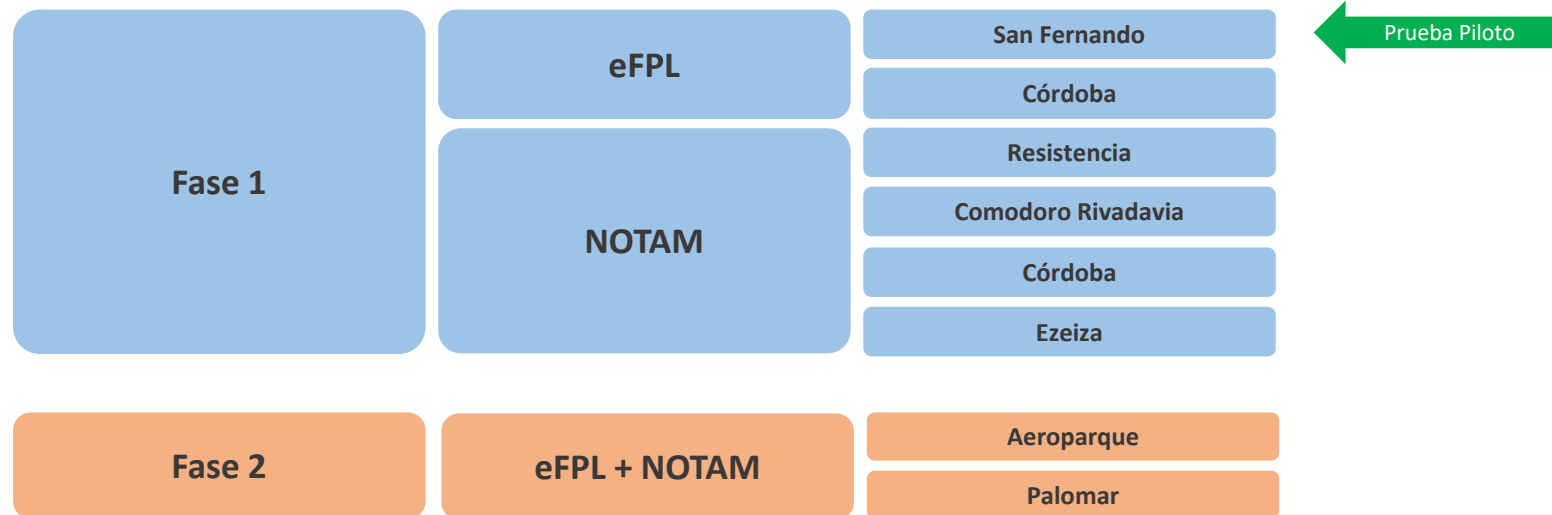 Fase 1
eFPL
San Fernando
Prueba Piloto
Córdoba
NOTAM
Resistencia
Comodoro Rivadavia
Córdoba
Ezeiza
Fase 2
eFPL + NOTAM
Aeroparque
Palomar